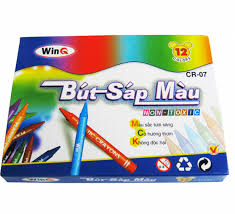 WinQ
12
COLORS
CR-07
Bút Sáp Màu
NON-TOXIC
Màu sắc tươi sáng
Có hương thơm
Không độc hại